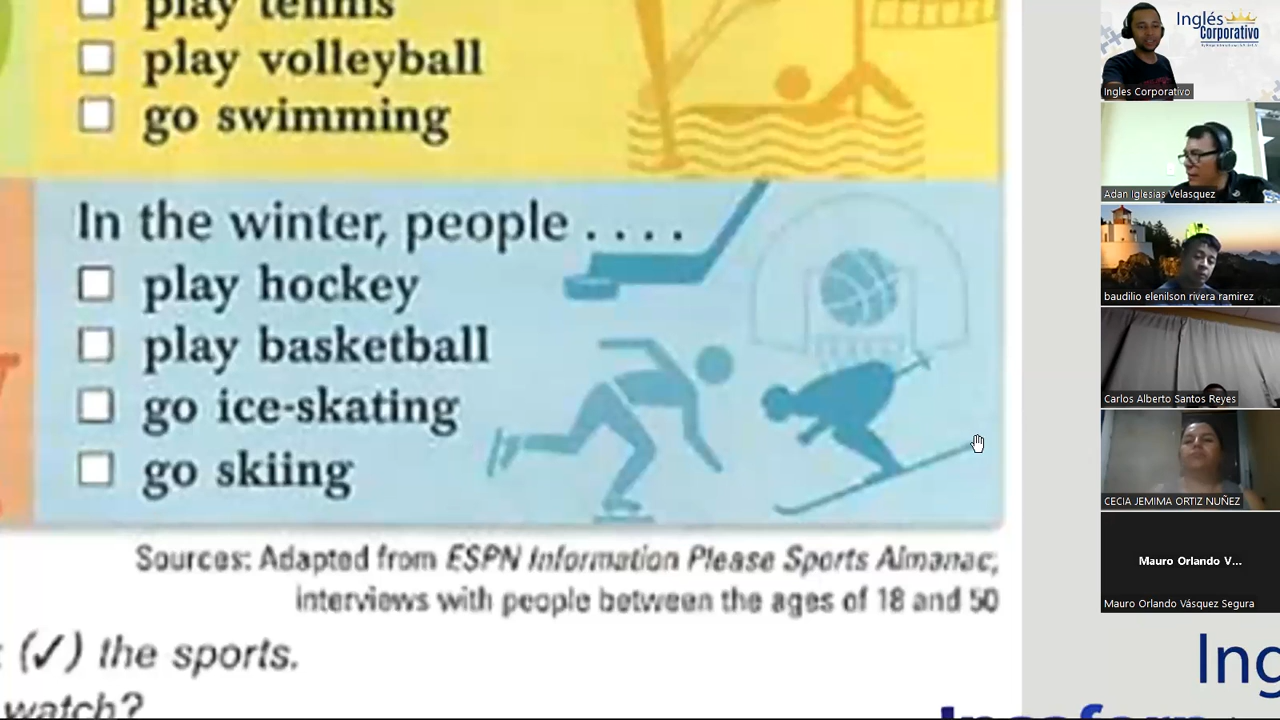 play tennis
play volleyball
go swimming
In the winter, people . . . .
play hockey
play basketball
go ice-skating
go skiing
Sources: Adapted from ESPN Information Please Sports Almanac,
interviews with people between the ages of 18 and 50
(✓) the sports.
watch?
Inglés
Corporativo
Ingles Corporativo
Adan Iglesias Velasquez
baudilio elenilson rivera ramirez
Carlos Alberto Santos Reyes
CECIA JEMIMA ORTIZ NUÑEZ
Mauro Orlando V...
Mauro Orlando Vásquez Segura
Ing